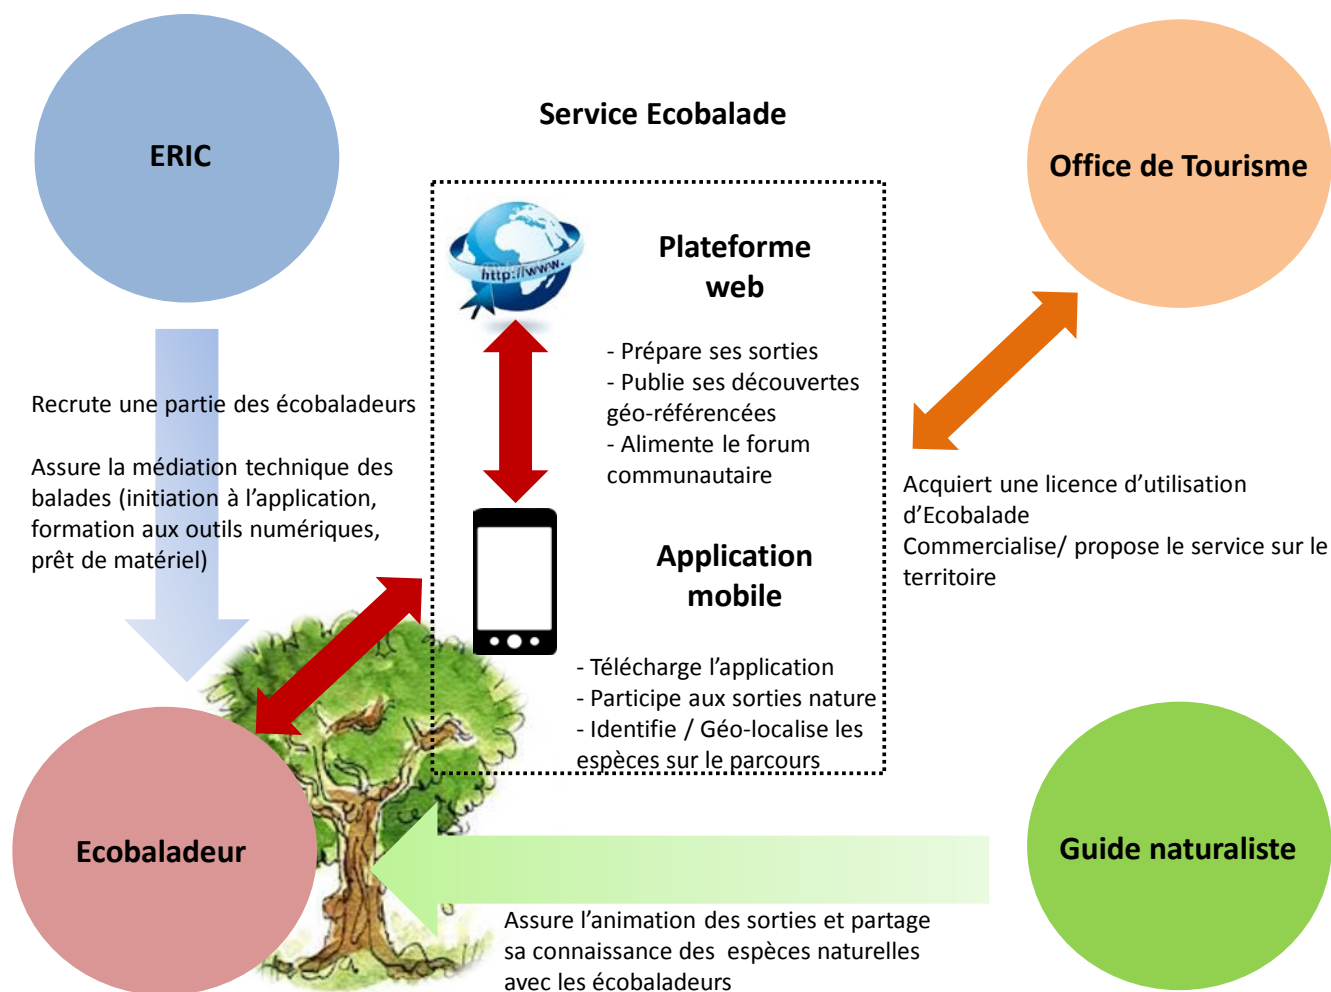 ERIC
Service Ecobalade
Office de Tourisme
http://www.
Plateforme
web
- Prépare ses sorties
- Publie ses découvertes
géo-référencées
- Alimente le forum
communautaire
Recrute une partie des écobaladeurs
Assure la médiation technique des
balades (initiation à l’application,
formation aux outils numériques,
prêt de matériel)
Acquiert une licence d’utilisation
d’Ecobalade
Commercialise/ propose le service sur le
territoire
Application
mobile
- Télécharge l’application
- Participe aux sorties nature
- Identifie / Géo-localise les
espèces sur le parcours
Ecobaladeur
Guide naturaliste
Assure l’animation des sorties et partage
sa connaissance des espèces naturelles
avec les écobaladeurs